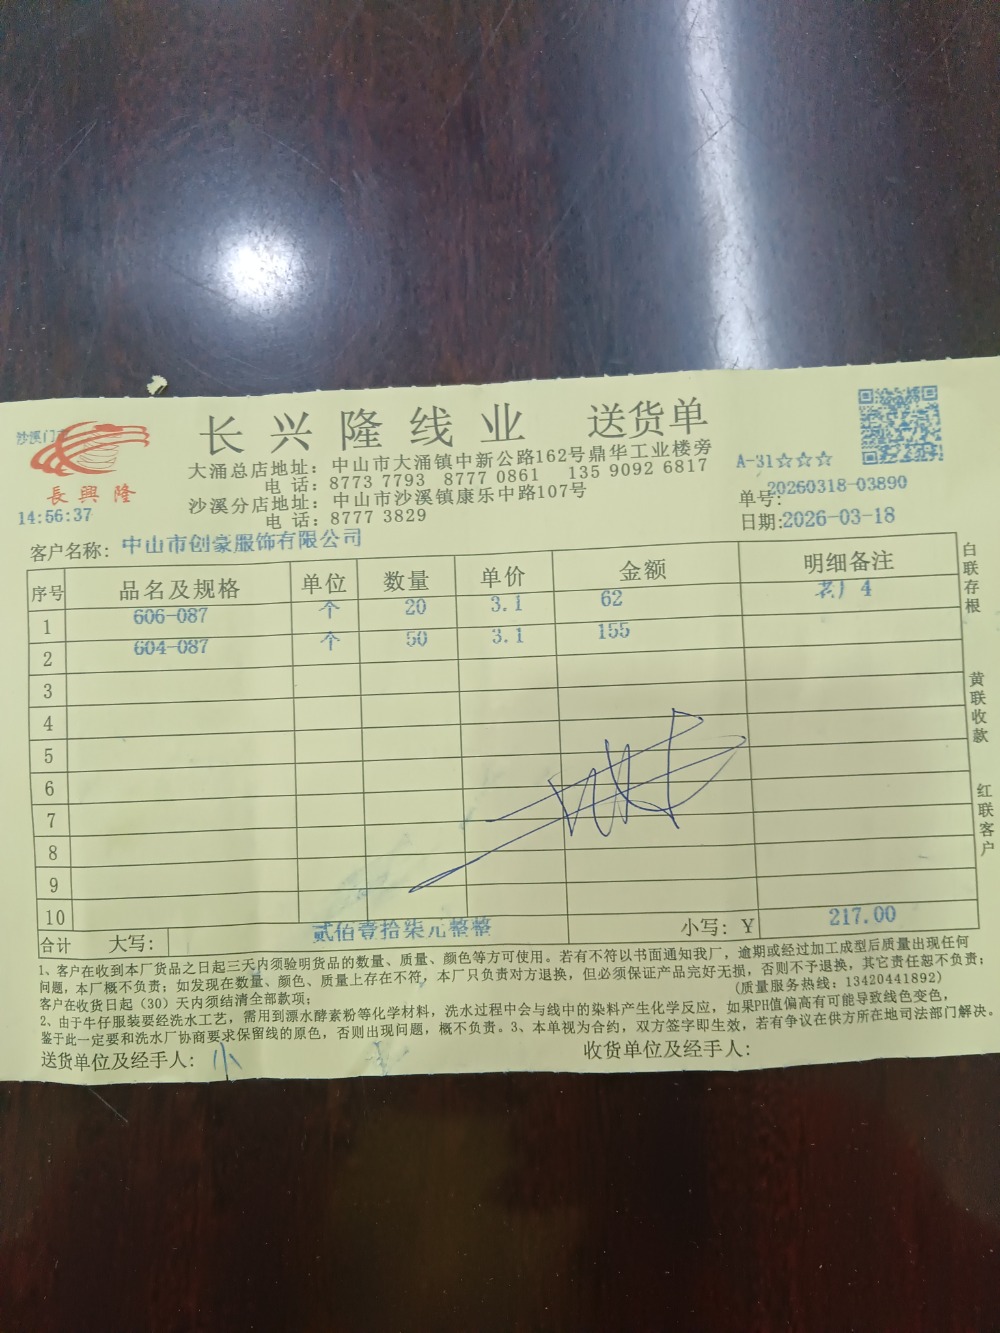 沙溪门
長興隆
14:56:37
长兴隆线业 送货单
大涌总店地址：中山市大涌镇中新公路162号鼎华工业楼旁
电 话：8773 7793 8777 0861 135 9092 6817
沙溪分店地址：中山市沙溪镇康乐中路107号
电 话：8777 3829
A-31☆☆☆
单号:20260318-03890
日期:2026-03-18
客户名称：中山市创豪服饰有限公司
序号 品名及规格 单位 数量 单价 金额 明细备注
1 606-087 个 20 3.1 62 4
2 604-087 个 50 3.1 155
3
4
5
6
7
8
9
10
合计 大写： 贰佰壹拾柒元整整 小写：Y 217.00
白联存根
黄联收款
红联客户
1、客户在收到本厂货品之日起三天内须验明货品的数量、质量、颜色等方可使用。若有不符以书面通知我厂，逾期或经过加工成型后质量出现任何
问题，本厂概不负责；如发现在数量、颜色、质量上存在不符，本厂只负责对方退换，但必须保证产品完好无损，否则不予退换，其它责任恕不负责；
客户在收货日起（30）天内须结清全部款项； (质量服务热线：13420441892)
2、由于牛仔服装要经洗水工艺，需用到漂水酵素粉等化学材料，洗水过程中会与线中的染料产生化学反应，如果PH值偏高有可能导致线色变色，
鉴于此一定要和洗水厂协商要求保留线的原色，否则出现问题，概不负责。3、本单视为合约，双方签字即生效，若有争议在供方所在地司法部门解决。
送货单位及经手人：小
收货单位及经手人：